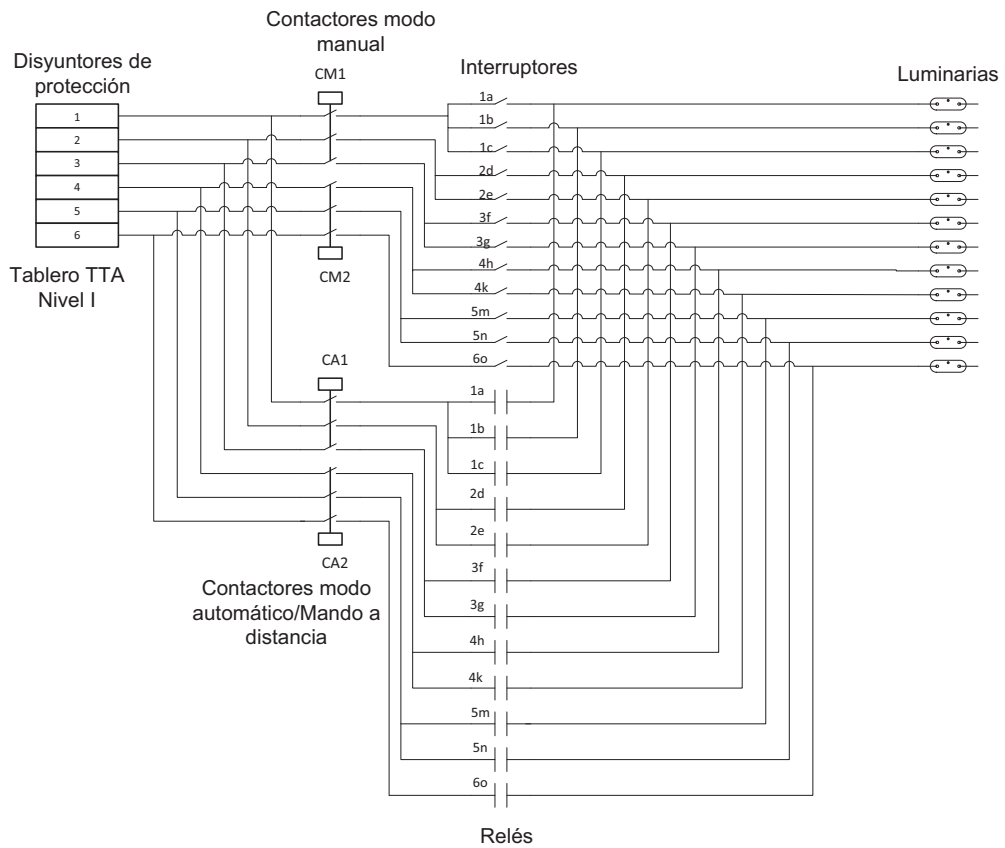 Contactores modo
manual
Disyuntores de
protección
CM1
Interruptores
Luminarias
1
2
3
4
5
6
Tablero TTA
Nivel I
CM2
1a
1b
1c
2d
2e
3f
3g
4h
4k
5m
5n
6o
CA1
CA2
Contactores modo
automático/Mando a
distancia
1a
1b
1c
2d
2e
3f
3g
4h
4k
5m
5n
6o
Relés